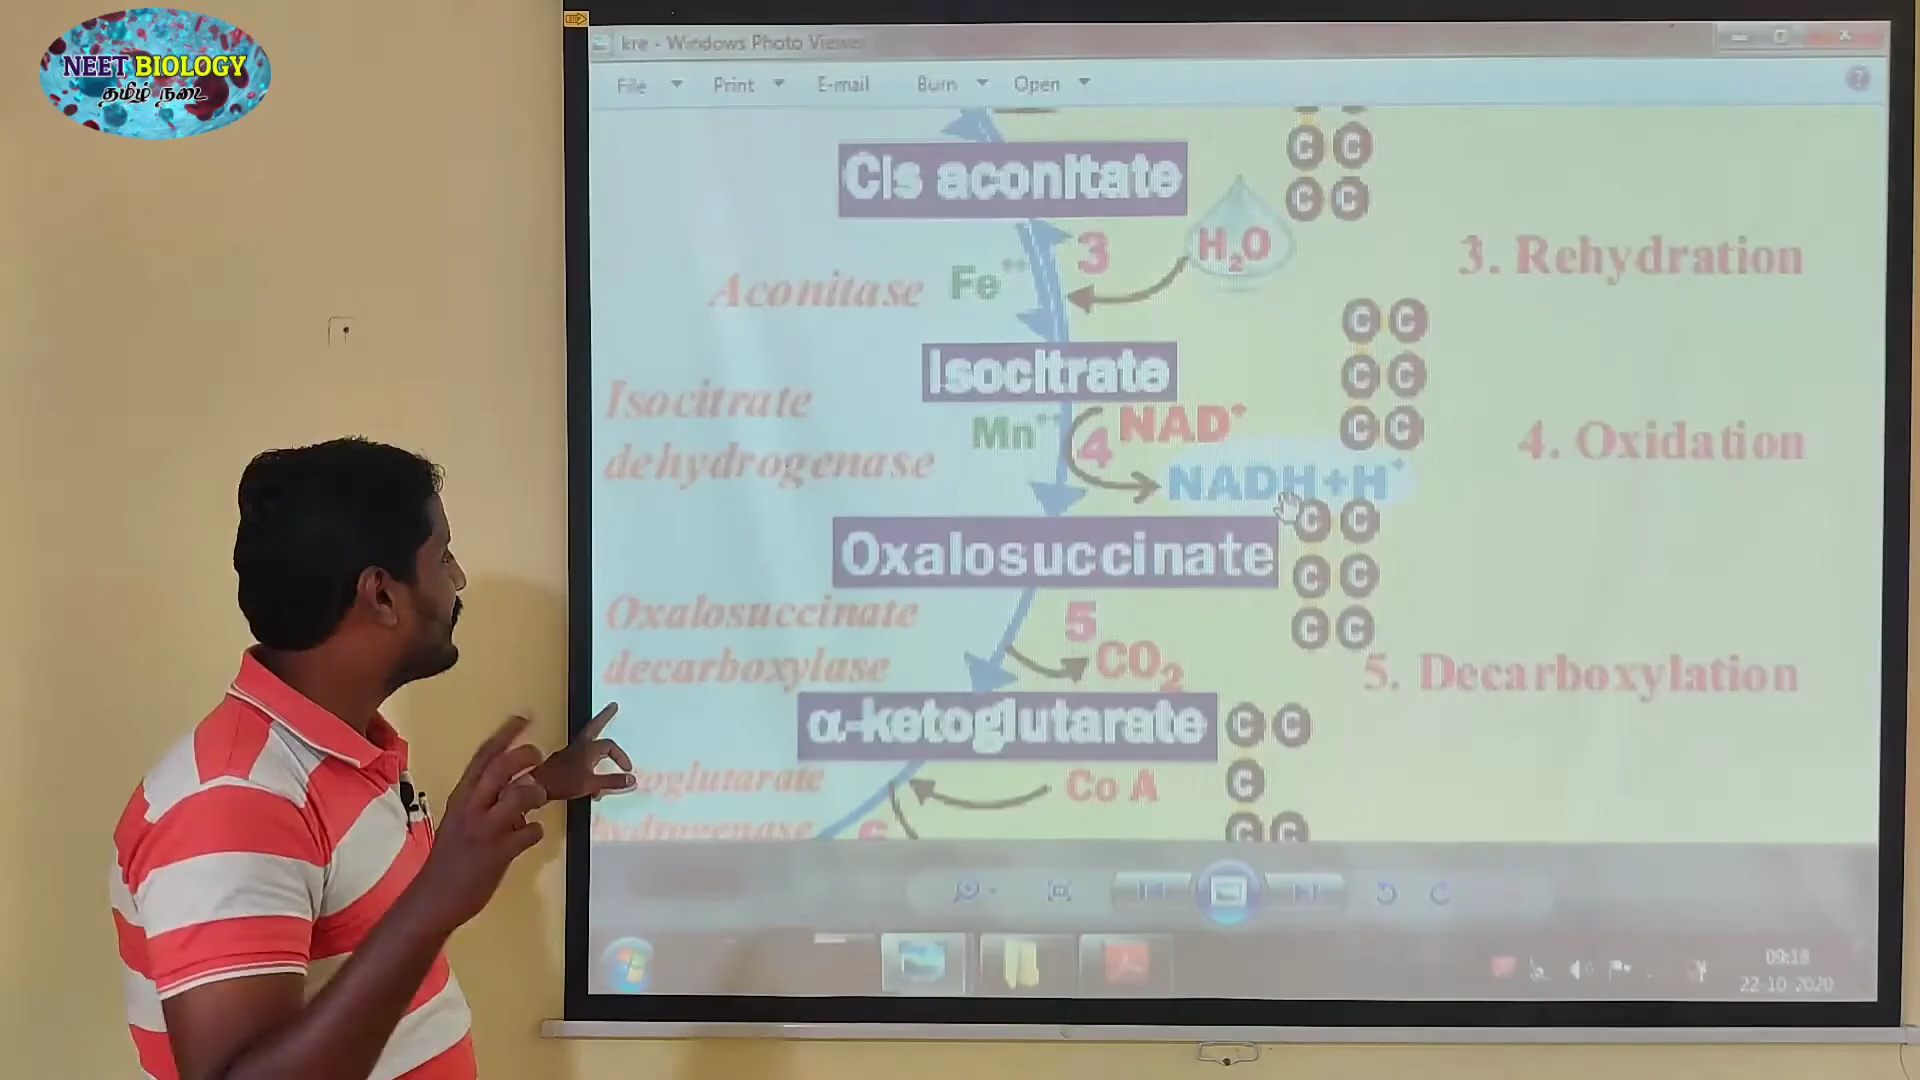 NEET BIOLOGY
தமிழ் நடை
kre - Windows Photo Viewer
File Print E-mail Burn Open
Cis aconitate
C C
C C
3
H₂O
3. Rehydration
Aconitase Fe⁺⁺
C C
Isocitrate
C C
Isocitrate
dehydrogenase
Mn⁺⁺
4
NAD⁺
C C
4. Oxidation
NADH+H⁺
C C
Oxalosuccinate
C C
Oxalosuccinate
decarboxylase
5
CO₂
C C
5. Decarboxylation
α-ketoglutarate
C C
C
Co A
C C
6
09:18
22-10-2020